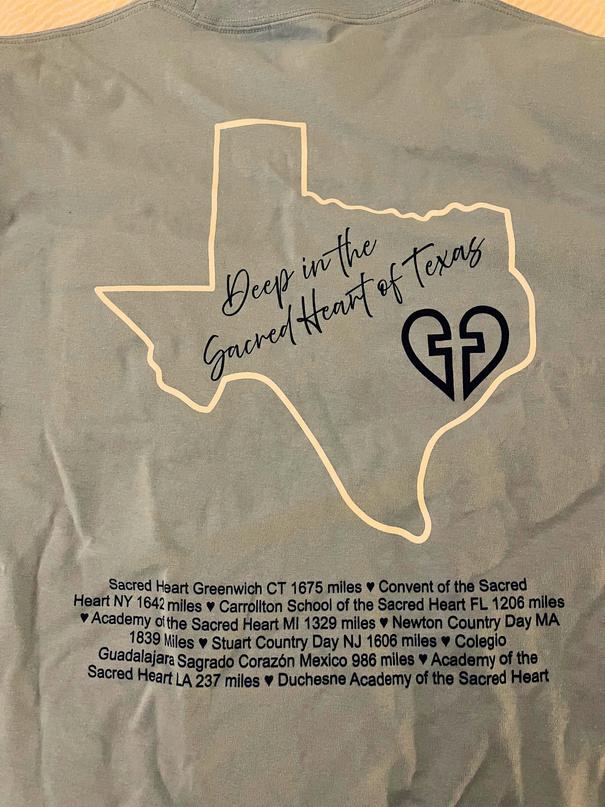 Deep in the
Sacred Heart of Texas
Sacred Heart Greenwich CT 1675 miles ♥ Convent of the Sacred
Heart NY 1642 miles ♥ Carrollton School of the Sacred Heart FL 1206 miles
♥ Academy of the Sacred Heart MI 1329 miles ♥ Newton Country Day MA
1839 Miles ♥ Stuart Country Day NJ 1606 miles ♥ Colegio
Guadalajara Sagrado Corazón Mexico 986 miles ♥ Academy of the
Sacred Heart LA 237 miles ♥ Duchesne Academy of the Sacred Heart